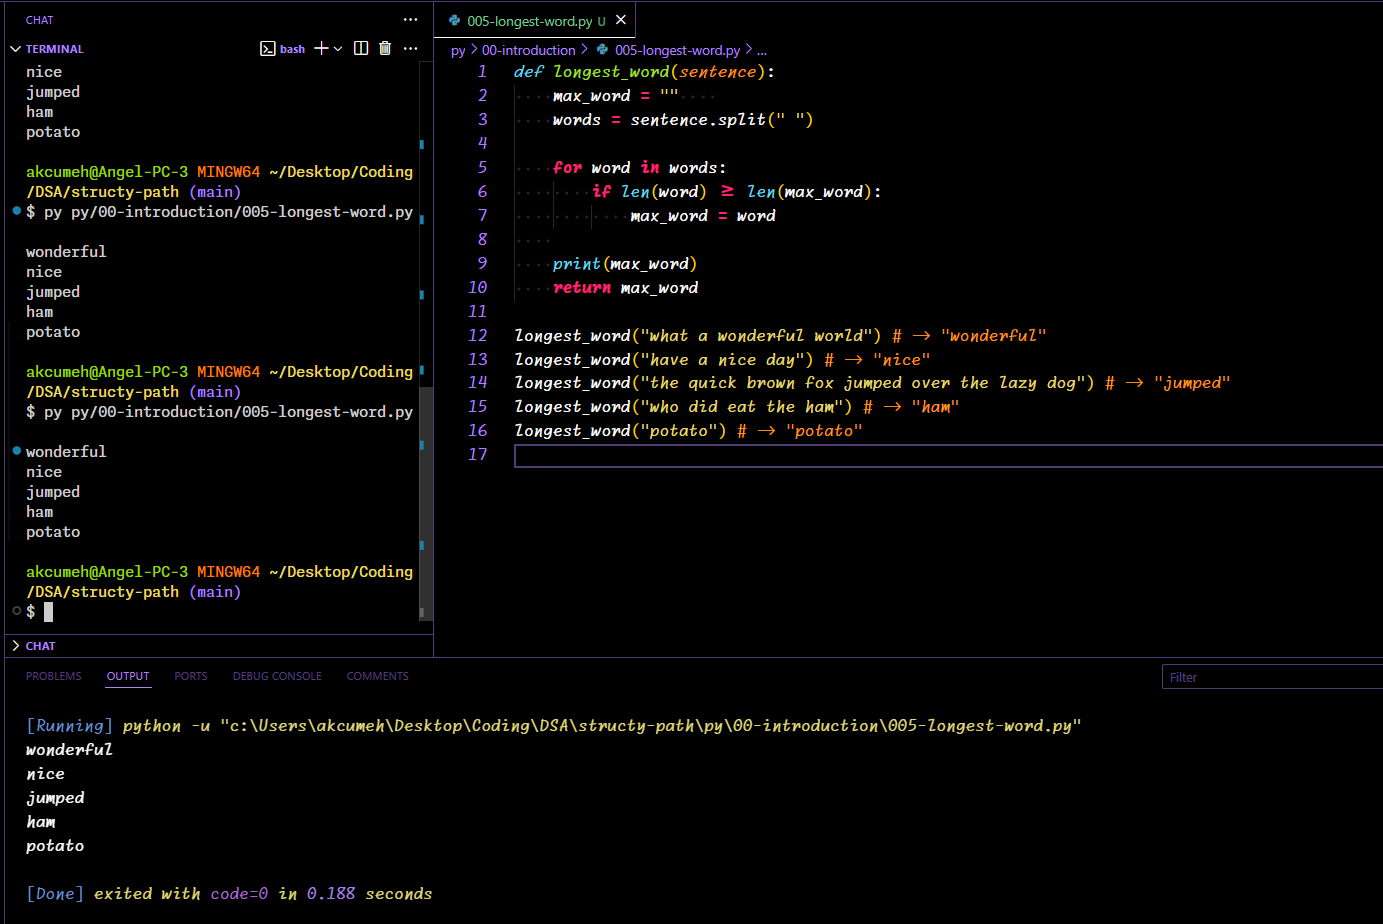 CHAT ···
TERMINAL bash ···
nice
jumped
ham
potato
akcumeh@Angel-PC-3 MINGW64 ~/Desktop/Coding
/DSA/structy-path (main)
$ py py/00-introduction/005-longest-word.py
wonderful
nice
jumped
ham
potato
akcumeh@Angel-PC-3 MINGW64 ~/Desktop/Coding
/DSA/structy-path (main)
$ py py/00-introduction/005-longest-word.py
wonderful
nice
jumped
ham
potato
akcumeh@Angel-PC-3 MINGW64 ~/Desktop/Coding
/DSA/structy-path (main)
$
CHAT
005-longest-word.py U ×
py > 00-introduction > 005-longest-word.py > ...
1 def longest_word(sentence):
2 max_word = ""
3 words = sentence.split(" ")
4
5 for word in words:
6 if len(word) ≥ len(max_word):
7 max_word = word
8
9 print(max_word)
10 return max_word
11
12 longest_word("what a wonderful world") # → "wonderful"
13 longest_word("have a nice day") # → "nice"
14 longest_word("the quick brown fox jumped over the lazy dog") # → "jumped"
15 longest_word("who did eat the ham") # → "ham"
16 longest_word("potato") # → "potato"
17
PROBLEMS OUTPUT PORTS DEBUG CONSOLE COMMENTS Filter
[Running] python -u "c:\Users\akcumeh\Desktop\Coding\DSA\structy-path\py\00-introduction\005-longest-word.py"
wonderful
nice
jumped
ham
potato
[Done] exited with code=0 in 0.188 seconds